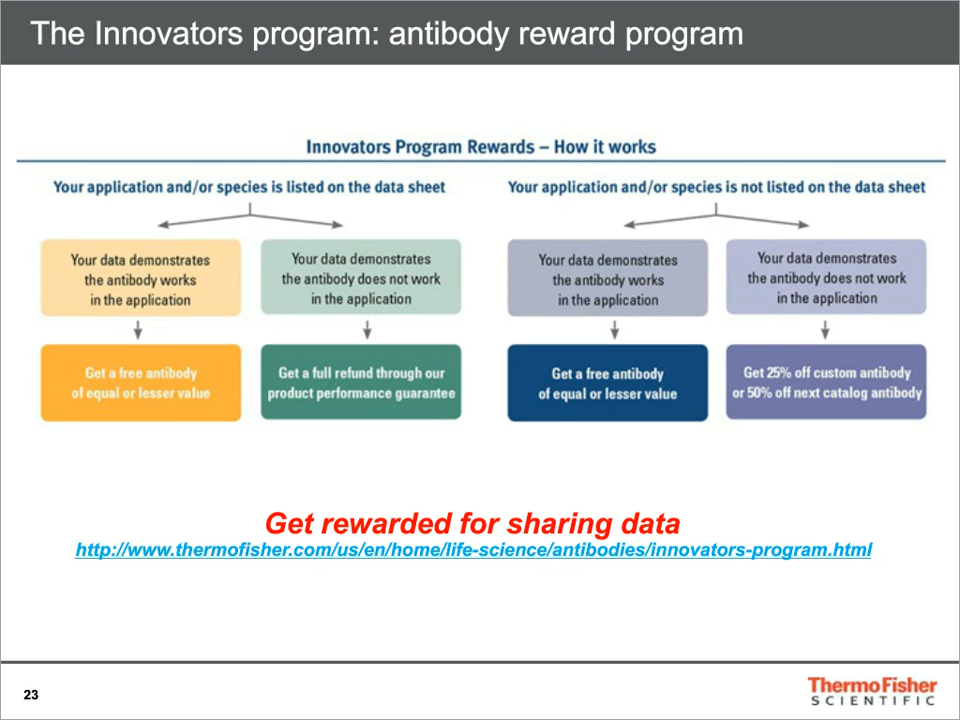 The Innovators program: antibody reward program
Innovators Program Rewards – How it works
Your application and/or species is listed on the data sheet
Your data demonstrates
the antibody works
in the application
Your data demonstrates
the antibody does not work
in the application
Get a free antibody
of equal or lesser value
Get a full refund through our
product performance guarantee
Your application and/or species is not listed on the data sheet
Your data demonstrates
the antibody works
in the application
Your data demonstrates
the antibody does not work
in the application
Get a free antibody
of equal or lesser value
Get 25% off custom antibody
or 50% off next catalog antibody
Get rewarded for sharing data
http://www.thermofisher.com/us/en/home/life-science/antibodies/innovators-program.html
23
ThermoFisher
SCIENTIFIC